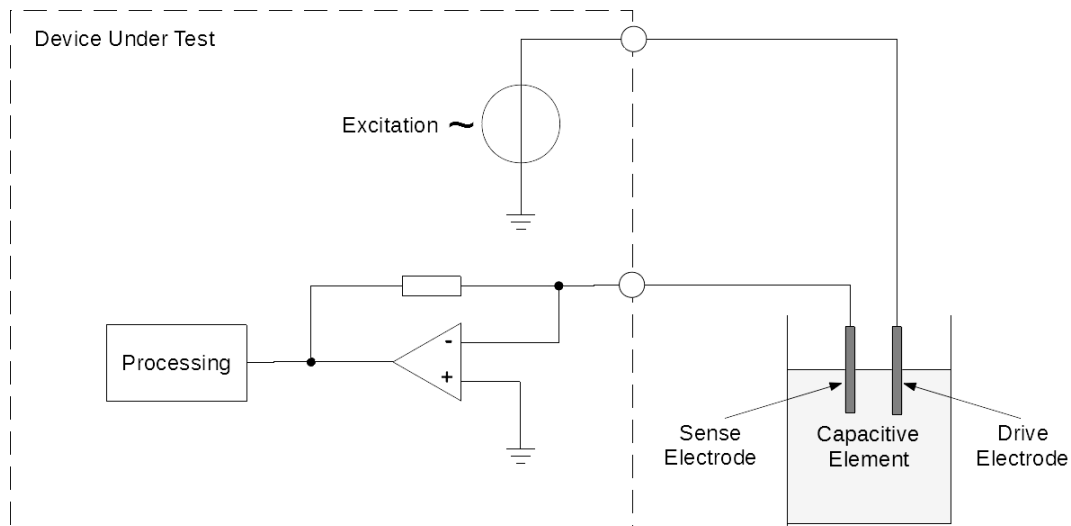 Device Under Test
Excitation ~
-
+
Processing
Sense
Electrode
Capacitive
Element
Drive
Electrode